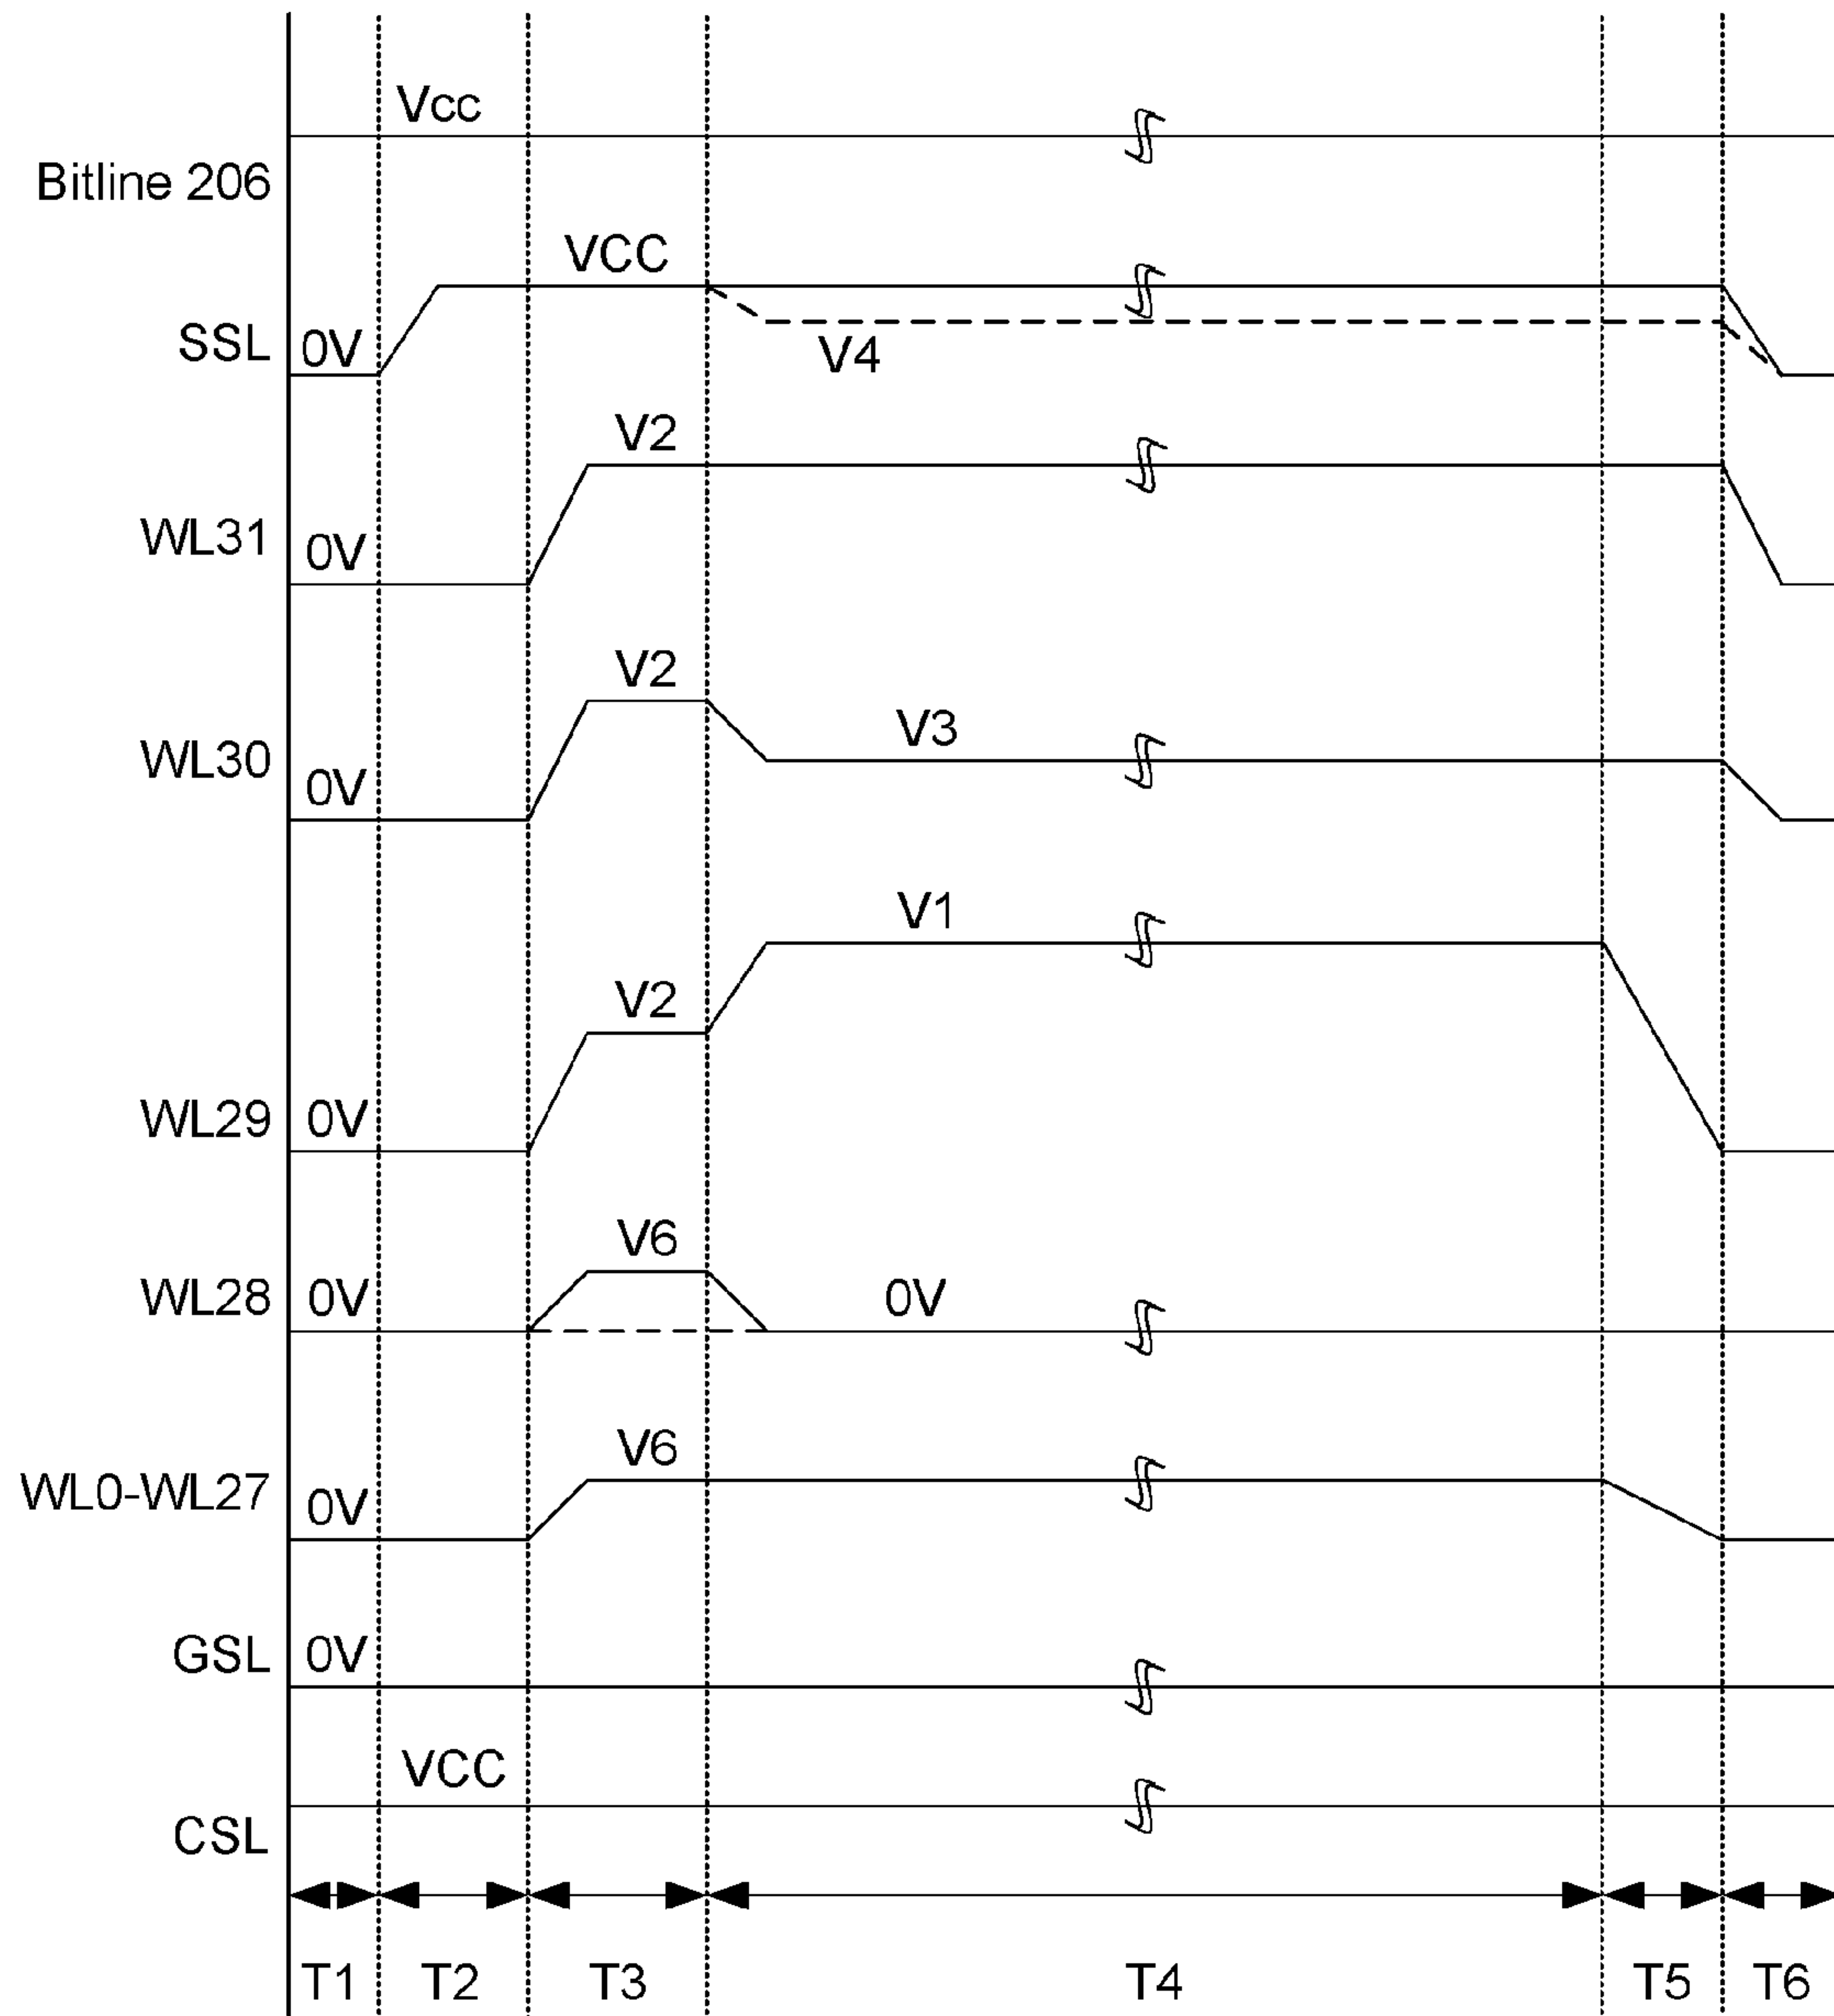 Vcc
Bitline 206
VCC
SSL 0V
V4
V2
WL31 0V
V2
V3
WL30 0V
V1
V2
WL29 0V
V6
WL28 0V 0V
V6
WL0-WL27 0V
GSL 0V
VCC
CSL
T1 T2 T3 T4 T5 T6